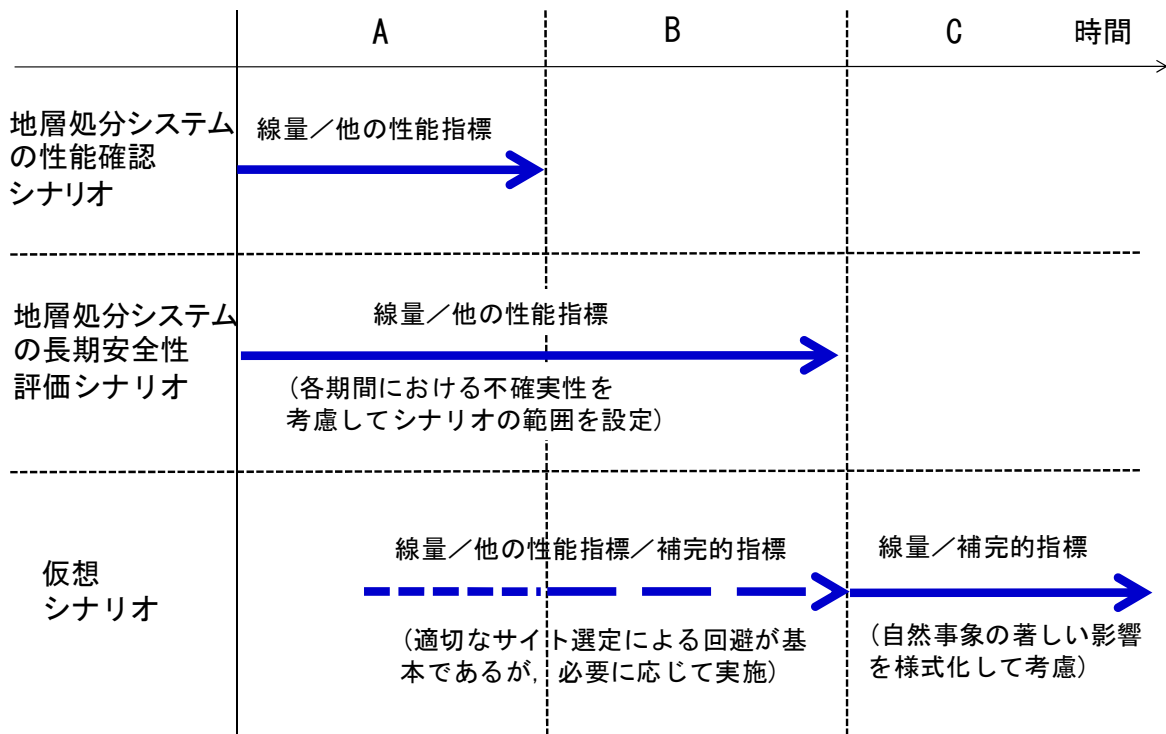 A
B
C
時間
地層処分システム
の性能確認
シナリオ
線量／他の性能指標
地層処分システム
の長期安全性
評価シナリオ
線量／他の性能指標
（各期間における不確実性を
考慮してシナリオの範囲を設定）
仮想
シナリオ
線量／他の性能指標／補完的指標
（適切なサイト選定による回避が基
本であるが，必要に応じて実施）
線量／補完的指標
（自然事象の著しい影響
を様式化して考慮）